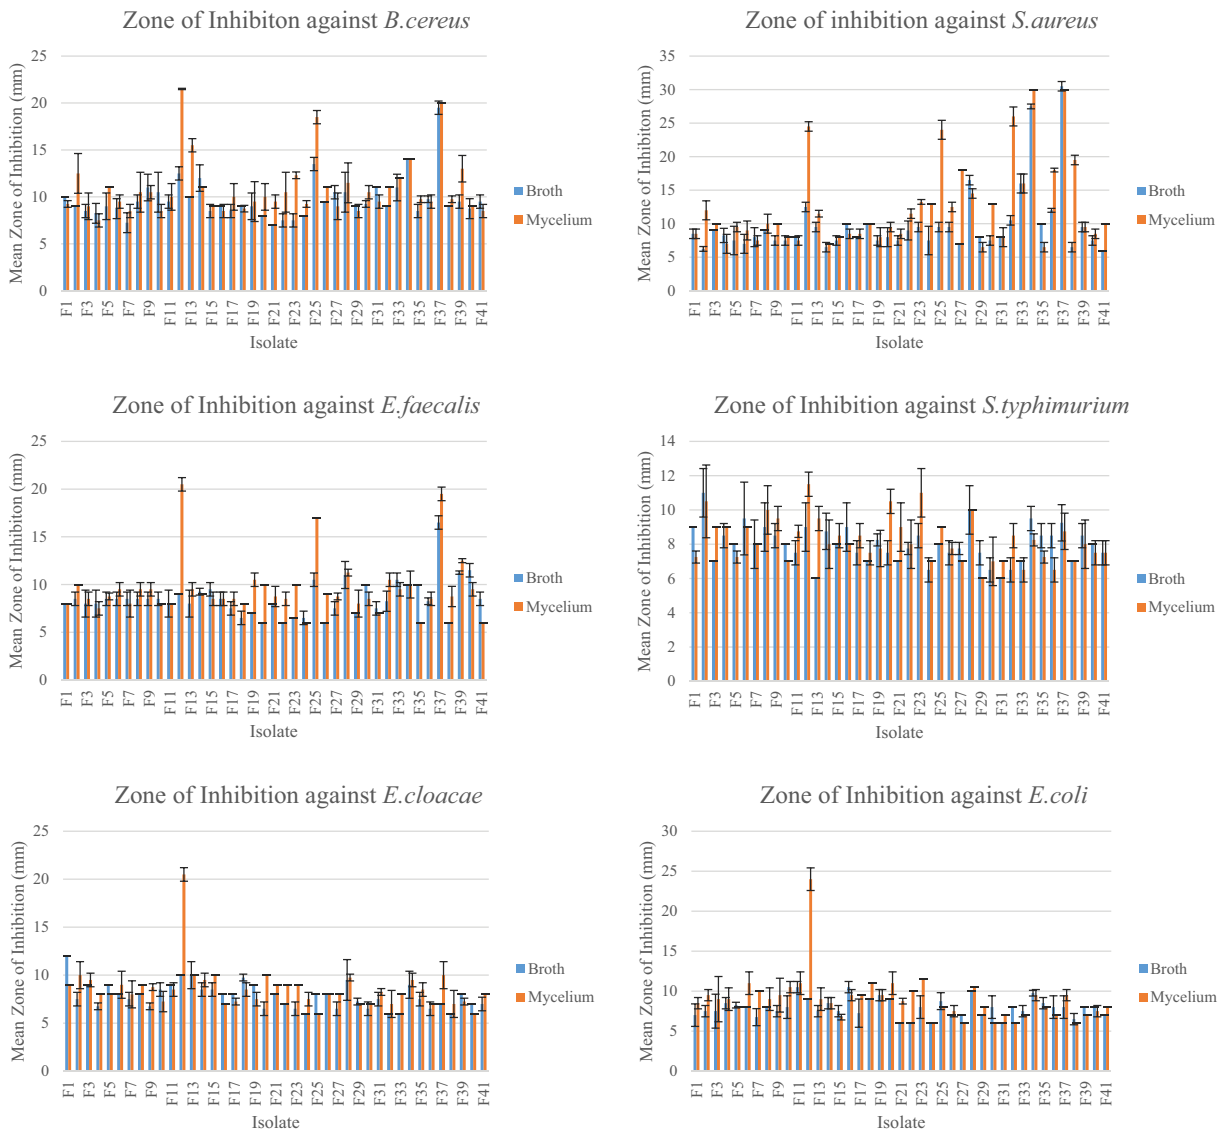 Zone of Inhibiton against B.cereus
25
20
15
10
5
0
Mean Zone of Inhibition (mm)
F1 F3 F5 F7 F9 F11 F13 F15 F17 F19 F21 F23 F25 F27 F29 F31 F33 F35 F37 F39 F41
Isolate
Broth
Mycelium
Zone of inhibition against S.aureus
35
30
25
20
15
10
5
0
Mean Zone of Inhibiton (mm)
F1 F3 F5 F7 F9 F11 F13 F15 F17 F19 F21 F23 F25 F27 F29 F31 F33 F35 F37 F39 F41
Isolate
Broth
Mycelium
Zone of Inhibition against E.faecalis
25
20
15
10
5
0
Mean Zone of Inhibition (mm)
F1 F3 F5 F7 F9 F11 F13 F15 F17 F19 F21 F23 F25 F27 F29 F31 F33 F35 F37 F39 F41
Isolate
Broth
Mycelium
Zone of Inhibition against S.typhimurium
14
12
10
8
6
4
2
0
Mean Zone of Inhibiton (mm)
F1 F3 F5 F7 F9 F11 F13 F15 F17 F19 F21 F23 F25 F27 F29 F31 F33 F35 F37 F39 F41
Isolate
Broth
Mycelium
Zone of Inhibition against E.cloacae
25
20
15
10
5
0
Mean Zone of Inhibition (mm)
F1 F3 F5 F7 F9 F11 F13 F15 F17 F19 F21 F23 F25 F27 F29 F31 F33 F35 F37 F39 F41
Isolate
Broth
Mycelium
Zone of Inhibition against E.coli
30
25
20
15
10
5
0
Mean Zone of Inhibition (mm)
F1 F3 F5 F7 F9 F11 F13 F15 F17 F19 F21 F23 F25 F27 F29 F31 F33 F35 F37 F39 F41
Isolate
Broth
Mycelium